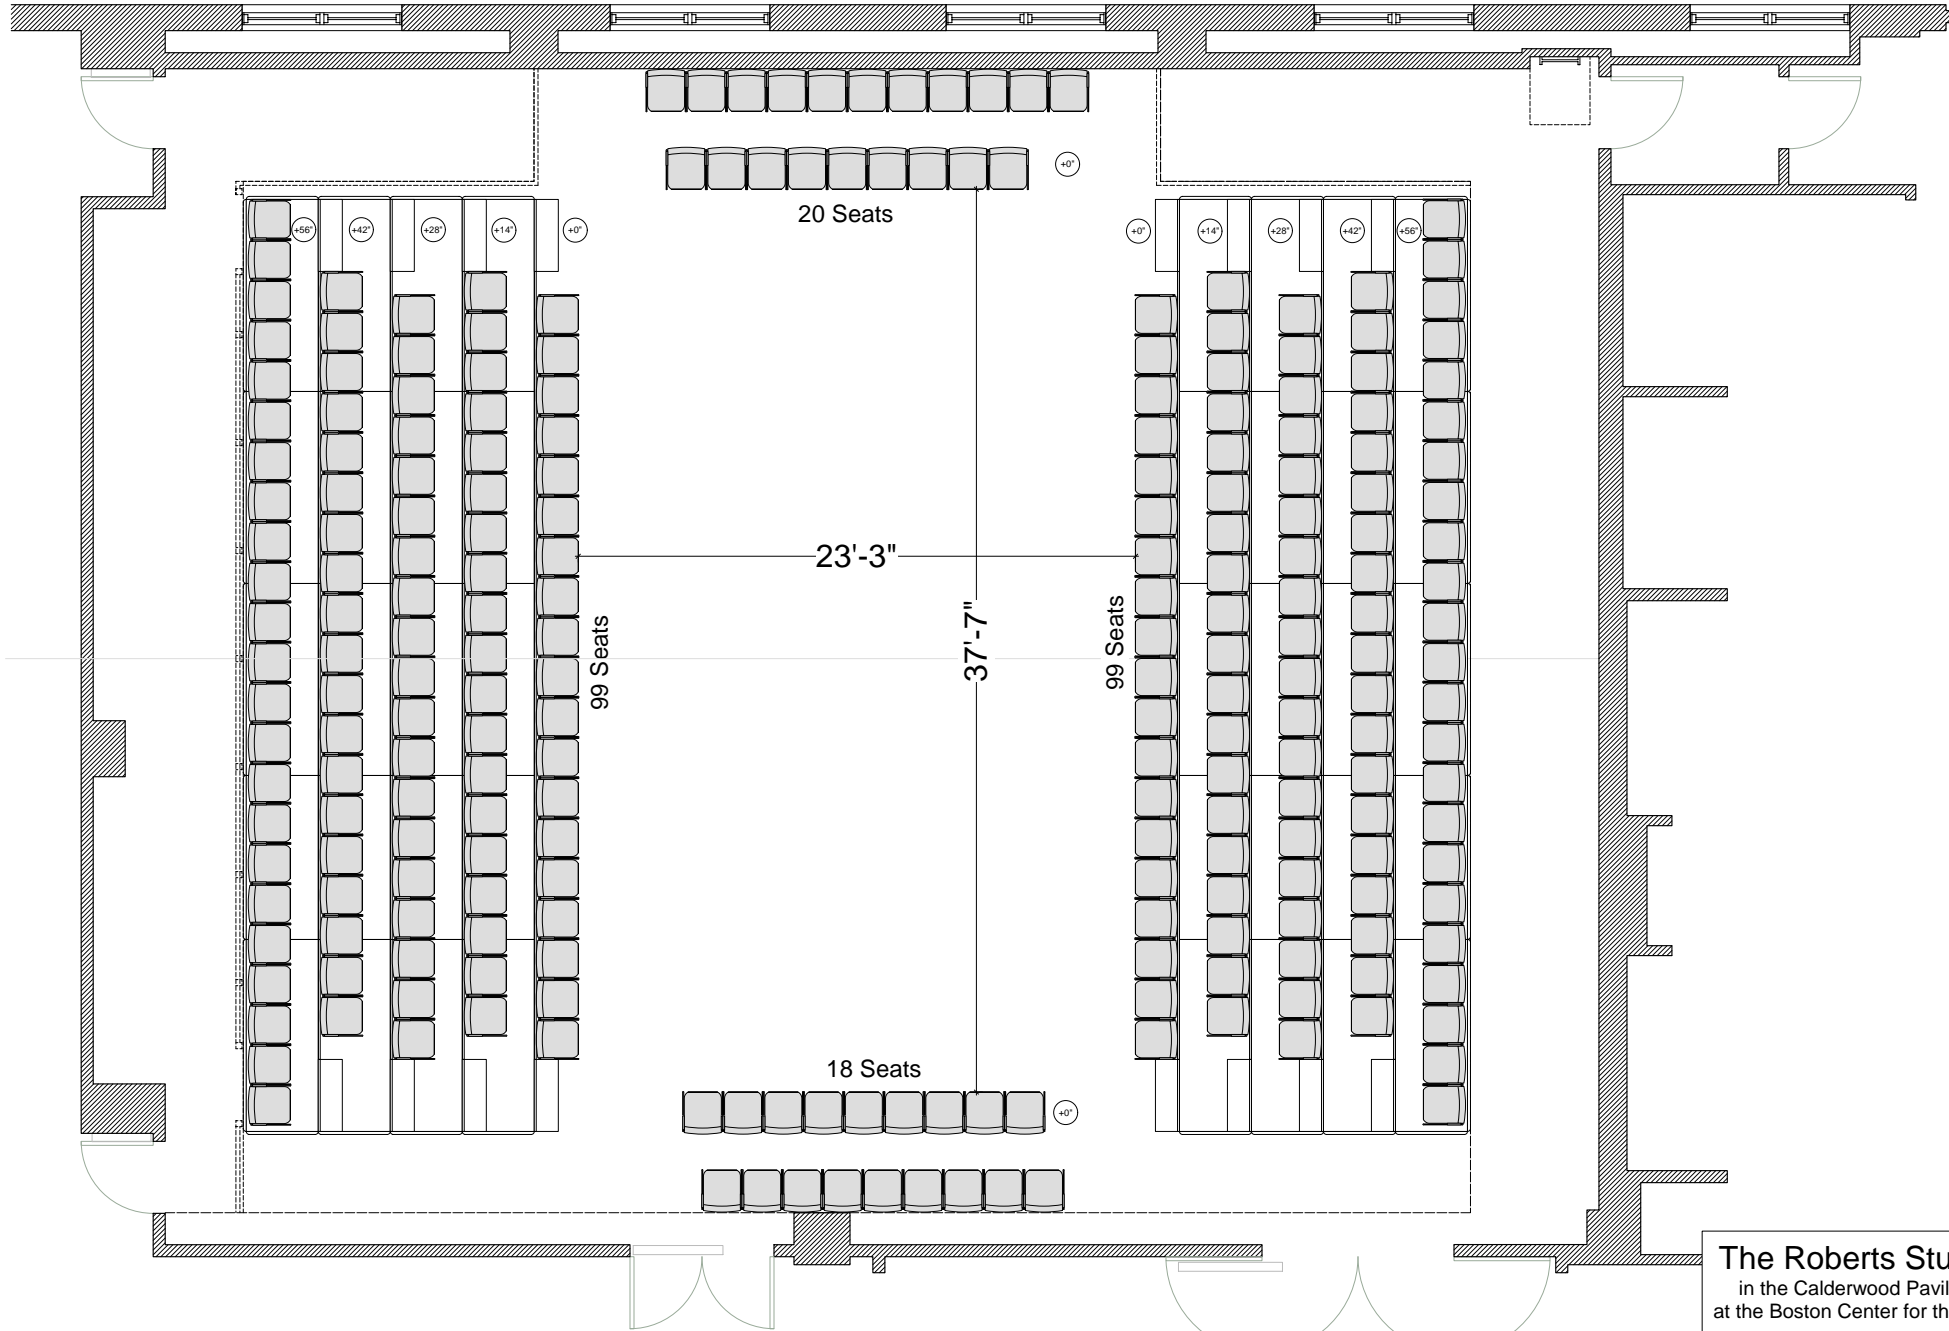 +0"
20 Seats
+56"
+42"
+28"
+14"
+0"
+0"
+14"
+28"
+42"
+56"
23'-3"
37'-7"
99 Seats
99 Seats
18 Seats
+0"
The Roberts Stu
in the Calderwood Pavil
at the Boston Center for th